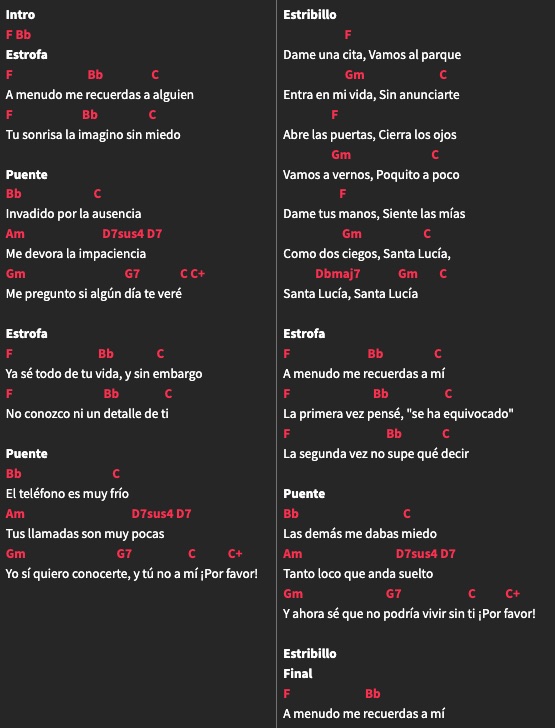 Intro
F Bb
Estrofa
F Bb C
A menudo me recuerdas a alguien
F Bb C
Tu sonrisa la imagino sin miedo
Puente
Bb C
Invadido por la ausencia
Am D7sus4 D7
Me devora la impaciencia
Gm G7 C C+
Me pregunto si algún día te veré
Estrofa
F Bb C
Ya sé todo de tu vida, y sin embargo
F Bb C
No conozco ni un detalle de ti
Puente
Bb C
El teléfono es muy frío
Am D7sus4 D7
Tus llamadas son muy pocas
Gm G7 C C+
Yo sí quiero conocerte, y tú no a mí ¡Por favor!
Estribillo
F
Dame una cita, Vamos al parque
Gm C
Entra en mi vida, Sin anunciarte
F
Abre las puertas, Cierra los ojos
Gm C
Vamos a vernos, Poquito a poco
F
Dame tus manos, Siente las mías
Gm C
Como dos ciegos, Santa Lucía,
Dbmaj7 Gm C
Santa Lucía, Santa Lucía
Estrofa
F Bb C
A menudo me recuerdas a mí
F Bb C
La primera vez pensé, "se ha equivocado"
F Bb C
La segunda vez no supe qué decir
Puente
Bb C
Las demás me dabas miedo
Am D7sus4 D7
Tanto loco que anda suelto
Gm G7 C C+
Y ahora sé que no podría vivir sin ti ¡Por favor!
Estribillo
Final
F Bb
A menudo me recuerdas a mí